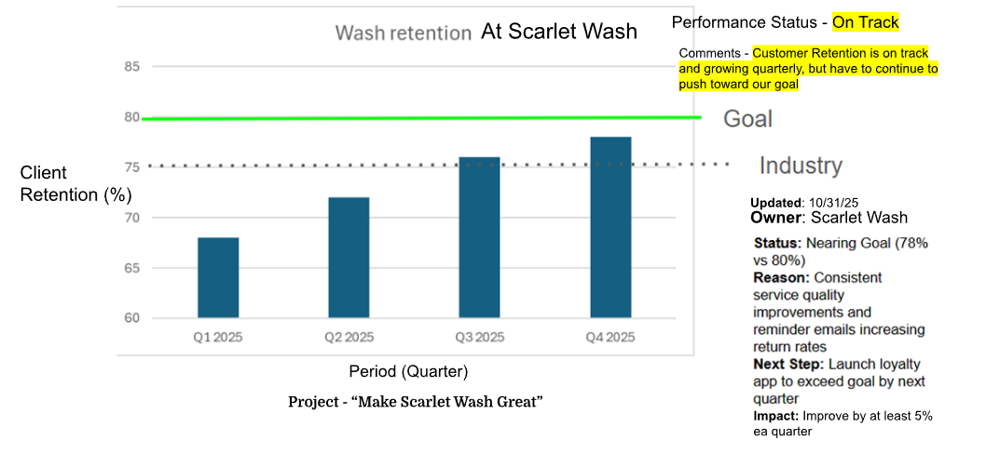 Wash retention At Scarlet Wash
Performance Status - On Track
Comments - Customer Retention is on track
and growing quarterly, but have to continue to
push toward our goal
85
80
75
70
65
60
Goal
Industry
Client
Retention (%)
Q1 2025
Q2 2025
Q3 2025
Q4 2025
Period (Quarter)
Project - “Make Scarlet Wash Great”
Updated: 10/31/25
Owner: Scarlet Wash
Status: Nearing Goal (78%
vs 80%)
Reason: Consistent
service quality
improvements and
reminder emails increasing
return rates
Next Step: Launch loyalty
app to exceed goal by next
quarter
Impact: Improve by at least 5%
ea quarter